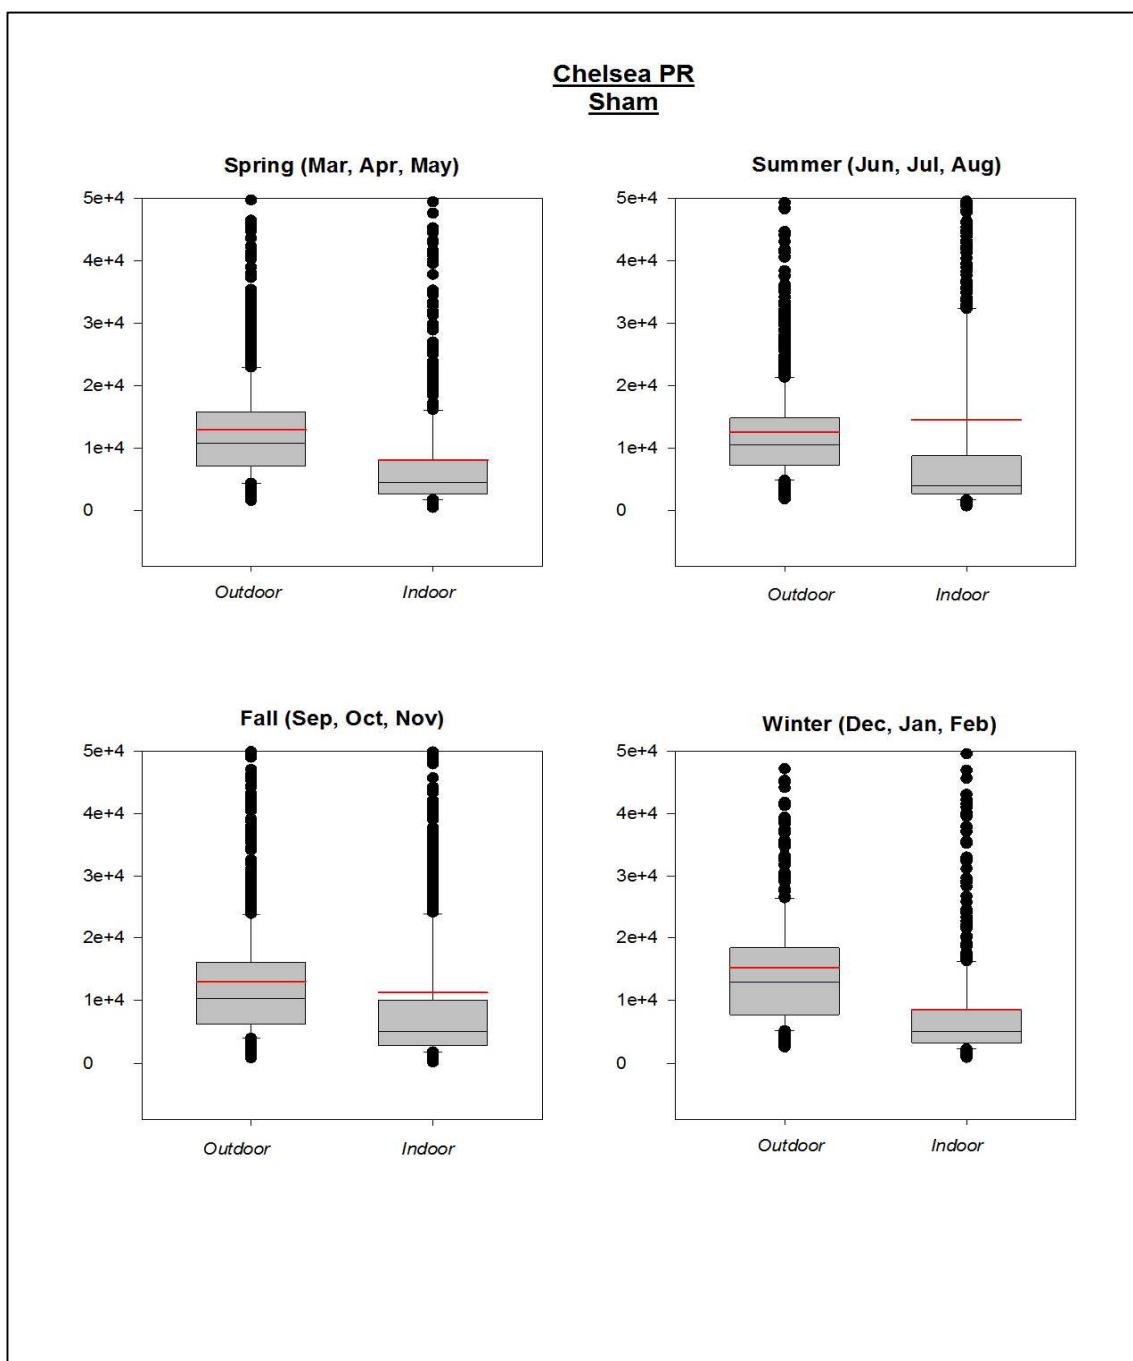 Chelsea PR
Sham
Spring (Mar, Apr, May)
5e+4
4e+4
3e+4
2e+4
1e+4
0
Outdoor
Indoor
Summer (Jun, Jul, Aug)
5e+4
4e+4
3e+4
2e+4
1e+4
0
Outdoor
Indoor
Fall (Sep, Oct, Nov)
5e+4
4e+4
3e+4
2e+4
1e+4
0
Outdoor
Indoor
Winter (Dec, Jan, Feb)
5e+4
4e+4
3e+4
2e+4
1e+4
0
Outdoor
Indoor